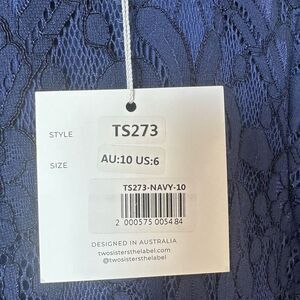 STYLE TS273
SIZE AU:10 US:6
TS273-NAVY-10
2 000575 005484
DESIGNED IN AUSTRALIA
twosistersthelabel.com
@twosistersthelabel